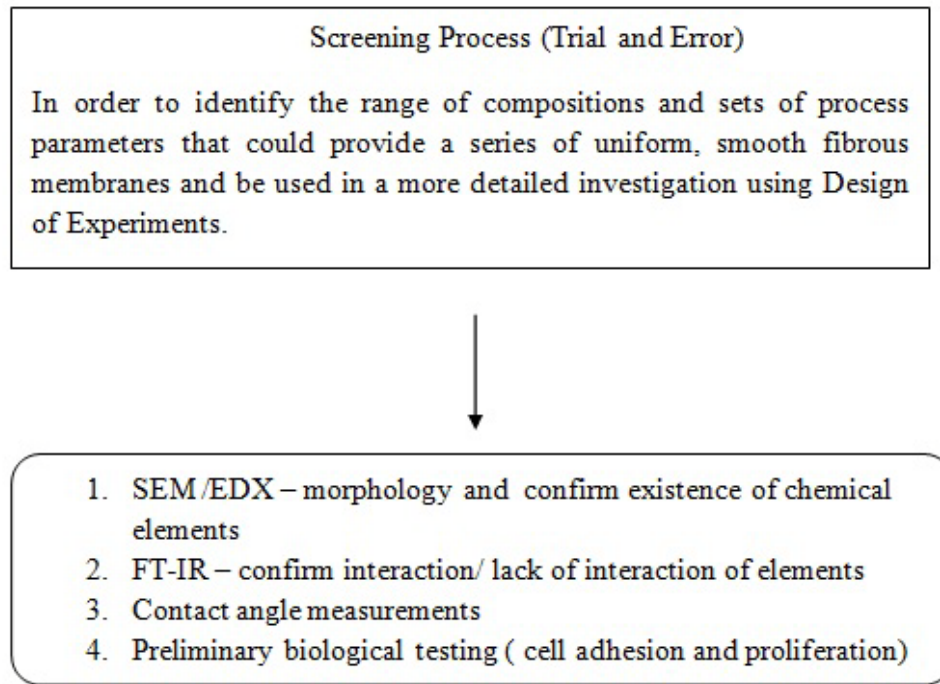 Screening Process (Trial and Error)
In order to identify the range of compositions and sets of process
parameters that could provide a series of uniform, smooth fibrous
membranes and be used in a more detailed investigation using Design
of Experiments.
1. SEM /EDX – morphology and confirm existence of chemical
elements
2. FT-IR – confirm interaction/ lack of interaction of elements
3. Contact angle measurements
4. Preliminary biological testing ( cell adhesion and proliferation)